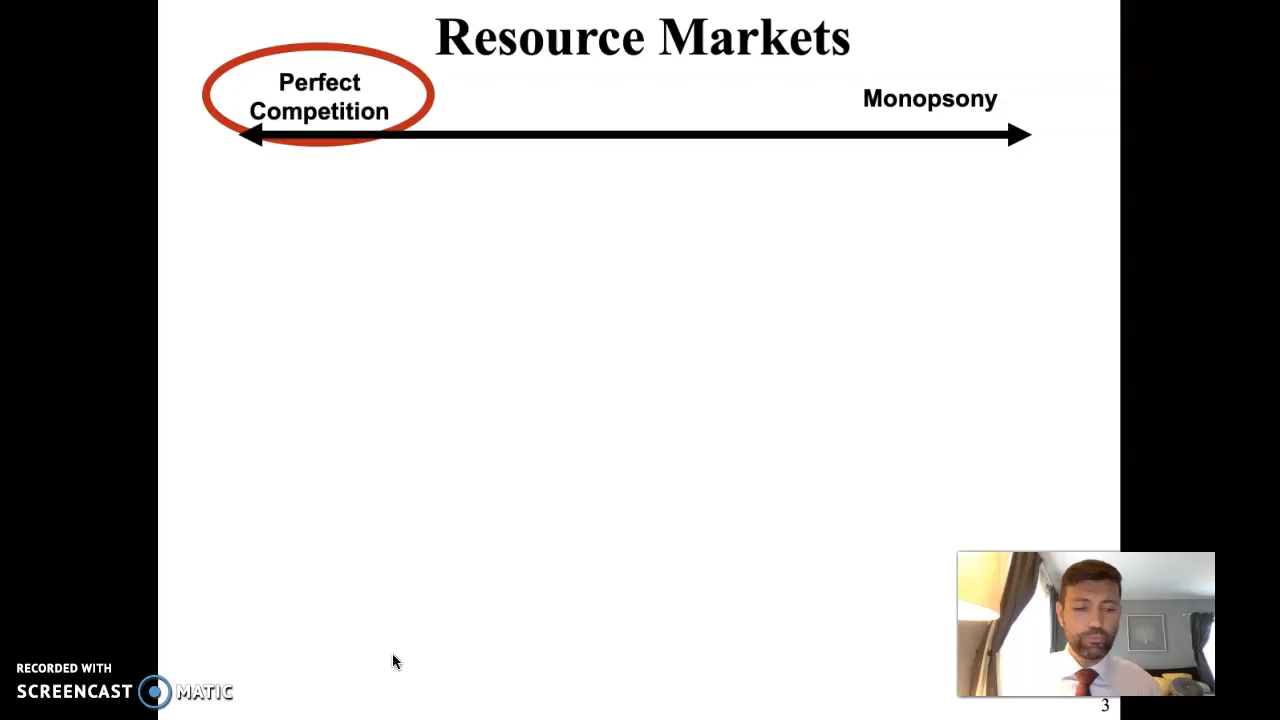 Resource Markets
Perfect
Competition
Monopsony
RECORDED WITH
SCREENCAST MATIC
3